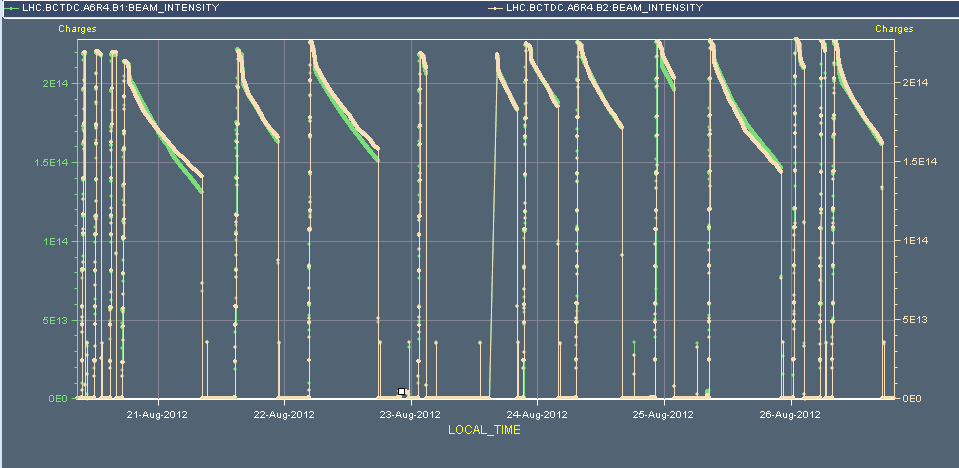 LHC.BCTDC.A6R4.B1:BEAM_INTENSITY LHC.BCTDC.A6R4.B2:BEAM_INTENSITY
Charges Charges
2E14 2E14
1.5E14 1.5E14
1E14 1E14
5E13 5E13
0E0 0E0
21-Aug-2012 22-Aug-2012 23-Aug-2012 24-Aug-2012 25-Aug-2012 26-Aug-2012
LOCAL_TIME